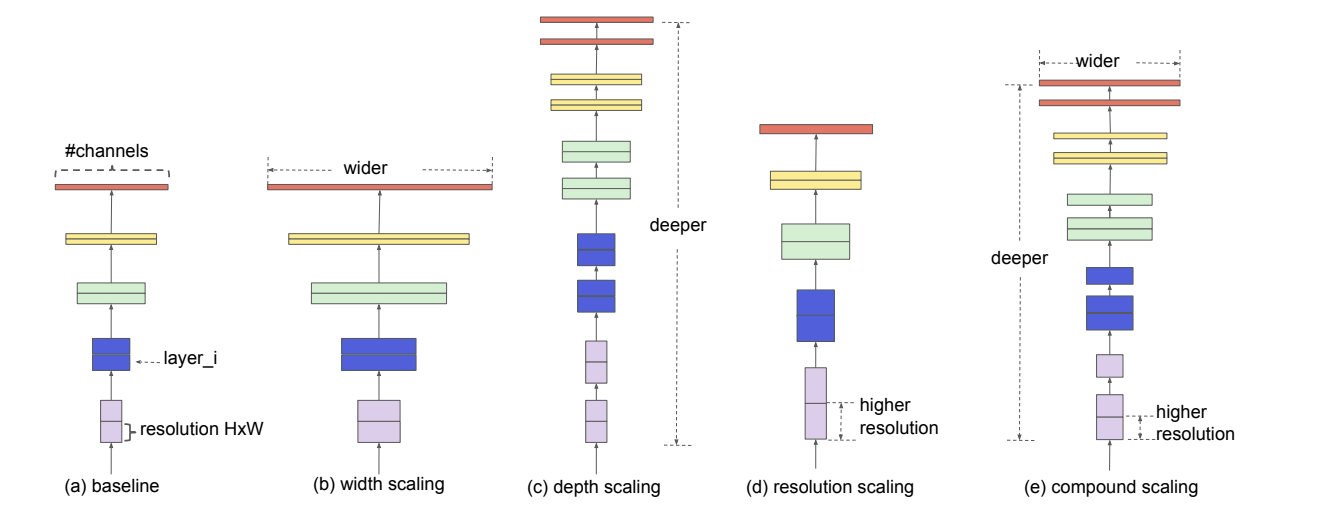 #channels
layer_i
resolution HxW
(a) baseline
wider
(b) width scaling
deeper
(c) depth scaling
higher
resolution
(d) resolution scaling
wider
deeper
higher
resolution
(e) compound scaling